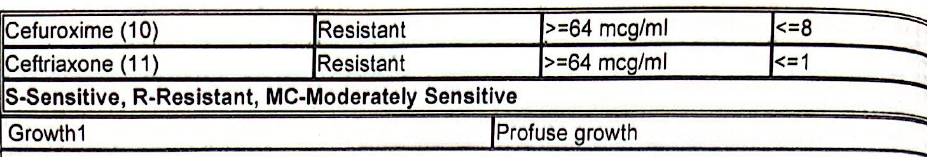 Cefuroxime (10) Resistant >=64 mcg/ml <=8
Ceftriaxone (11) Resistant >=64 mcg/ml <=1
S-Sensitive, R-Resistant, MC-Moderately Sensitive
Growth1 Profuse growth